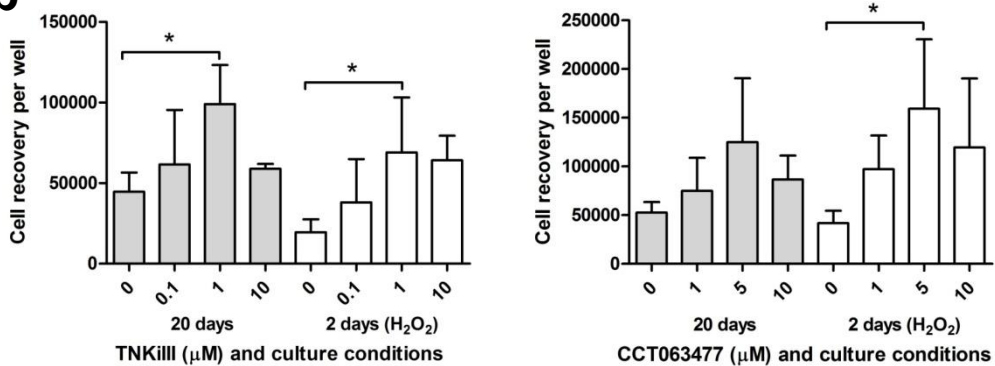 150000
*
*
100000
50000
0
Cell recovery per well
0 0.1 1 10 0 0.1 1 10
20 days 2 days (H₂O₂)
TNKiIII (μM) and culture conditions
250000
*
200000
150000
100000
50000
0
Cell recovery per well
0 1 5 10 0 1 5 10
20 days 2 days (H₂O₂)
CCT063477 (μM) and culture conditions